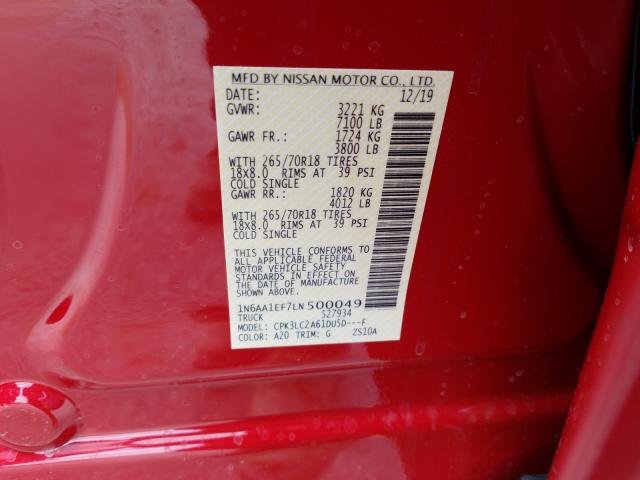 MFD BY NISSAN MOTOR CO., LTD.
DATE: 12/19
GVWR: 3221 KG
7100 LB
GAWR FR.: 1724 KG
3800 LB
WITH 265/70R18 TIRES
18X8.0 RIMS AT 39 PSI
COLD SINGLE
GAWR RR.: 1820 KG
4012 LB
WITH 265/70R18 TIRES
18X8.0 RIMS AT 39 PSI
COLD SINGLE
THIS VEHICLE CONFORMS TO
ALL APPLICABLE FEDERAL
MOTOR VEHICLE SAFETY
STANDARDS IN EFFECT ON
THE DATE OF MANUFACTURE
SHOWN ABOVE.
1N6AA1EF7LN500049
TRUCK 527934
MODEL: CPK3LC2A61DU5D---F
COLOR: A20 TRIM: G ZS10A